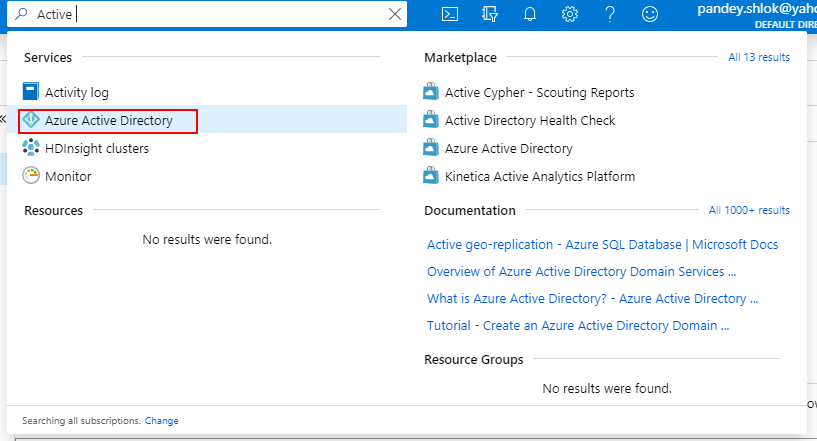 Active
pandey.shlok@yaho
DEFAULT DIRE
Services
Activity log
Azure Active Directory
HDInsight clusters
Monitor
Resources
No results were found.
Marketplace
All 13 results
Active Cypher - Scouting Reports
Active Directory Health Check
Azure Active Directory
Kinetica Active Analytics Platform
Documentation
All 1000+ results
Active geo-replication - Azure SQL Database | Microsoft Docs
Overview of Azure Active Directory Domain Services ...
What is Azure Active Directory? - Azure Active Directory ...
Tutorial - Create an Azure Active Directory Domain ...
Resource Groups
No results were found.
Searching all subscriptions. Change